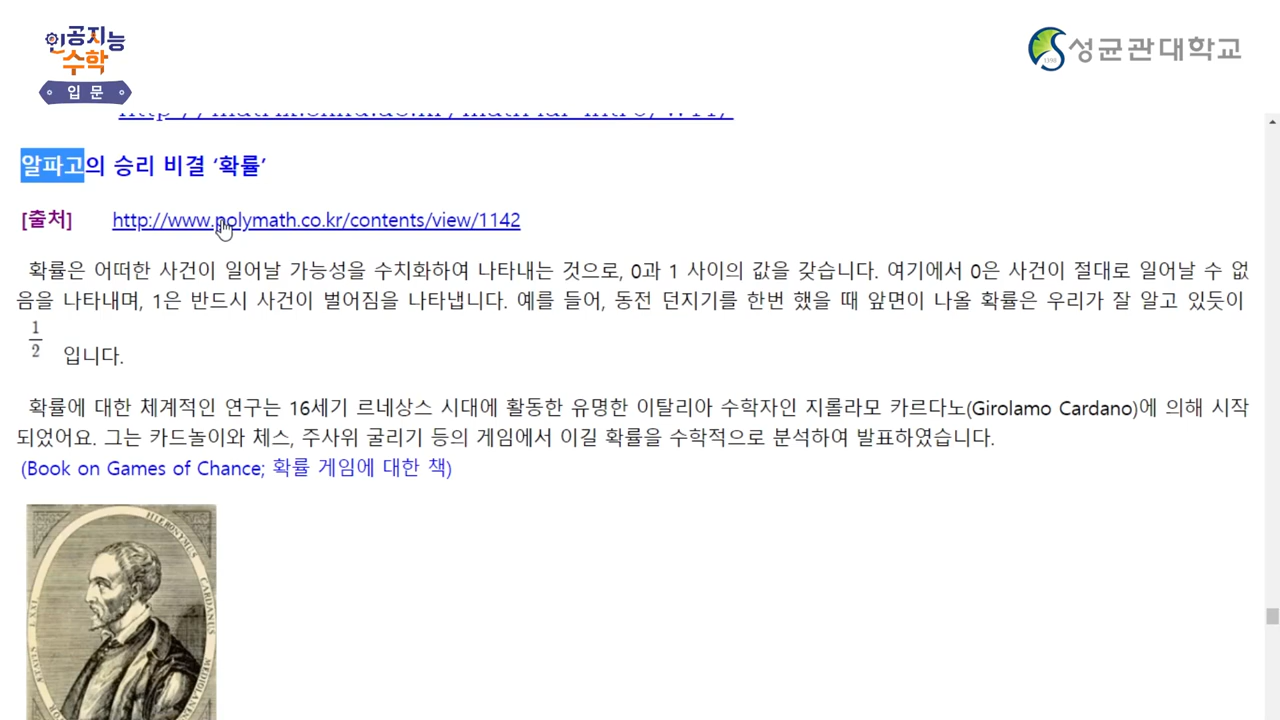 인공지능
수학
입문
성균관대학교
1398
알파고의 승리 비결 ‘확률’
[출처] http://www.polymath.co.kr/contents/view/1142
확률은 어떠한 사건이 일어날 가능성을 수치화하여 나타내는 것으로, 0과 1 사이의 값을 갖습니다. 여기에서 0은 사건이 절대로 일어날 수 없
음을 나타내며, 1은 반드시 사건이 벌어짐을 나타냅니다. 예를 들어, 동전 던지기를 한번 했을 때 앞면이 나올 확률은 우리가 잘 알고 있듯이
1/2 입니다.
확률에 대한 체계적인 연구는 16세기 르네상스 시대에 활동한 유명한 이탈리아 수학자인 지롤라모 카르다노(Girolamo Cardano)에 의해 시작
되었어요. 그는 카드놀이와 체스, 주사위 굴리기 등의 게임에서 이길 확률을 수학적으로 분석하여 발표하였습니다.
(Book on Games of Chance; 확률 게임에 대한 책)
HIERONYMUS CARDANUS